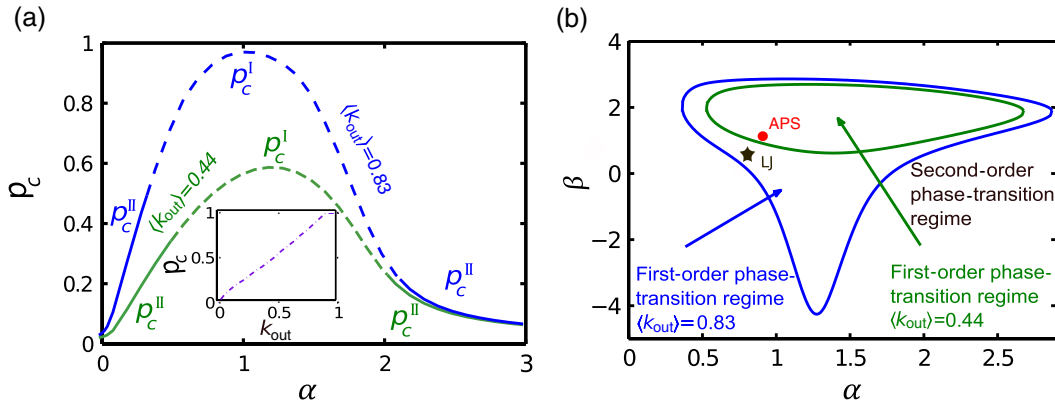 (a)
1
0.8
0.6
0.4
0.2
0
p_c
0
1
2
3
α
p_c^I
p_c^I
p_c^II
p_c^II
p_c^II
p_c^II
⟨k_out⟩=0.83
⟨k_out⟩=0.44
1
0.5
0
p_c
0
0.5
1
k_out
(b)
4
2
0
−2
−4
β
0
0.5
1
1.5
2
2.5
α
APS
LJ
Second-order
phase-transition
regime
First-order phase-
transition regime
⟨k_out⟩=0.83
First-order phase-
transition regime
⟨k_out⟩=0.44